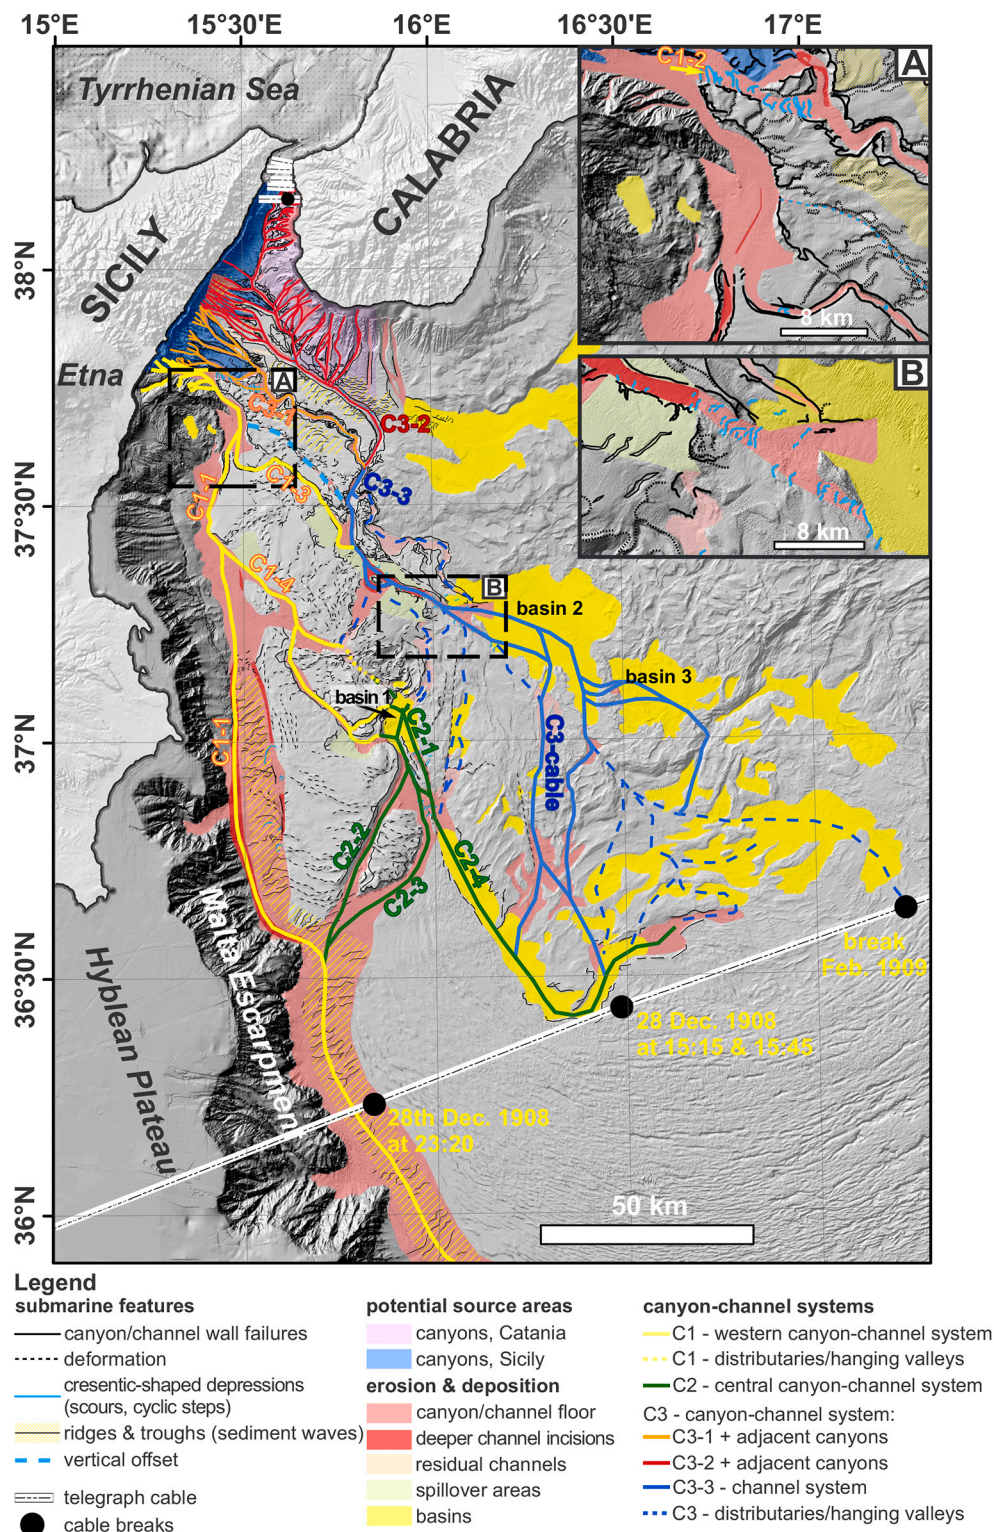 15°E 15°30'E 16°E 16°30'E 17°E
Tyrrhenian Sea
CALABRIA
SICILY
Etna
38°N
37°30'N
37°N
36°30'N
36°N
A
C1-2
8 km
B
8 km
A
C3-1
C3-2
C3-3
C1-1
C1-3
C1-4
B
basin 2
basin 3
basin 1
C2-1
C1-1
C3-cable
C2-2
C2-4
C2-3
Malta Escarpment
Hyblean Plateau
break
Feb. 1909
28 Dec. 1908
at 15:15 & 15:45
28th Dec. 1908
at 23:20
50 km
Legend
submarine features
canyon/channel wall failures
deformation
cresentic-shaped depressions
(scours, cyclic steps)
ridges & troughs (sediment waves)
vertical offset
telegraph cable
cable breaks
potential source areas
canyons, Catania
canyons, Sicily
erosion & deposition
canyon/channel floor
deeper channel incisions
residual channels
spillover areas
basins
canyon-channel systems
C1 - western canyon-channel system
C1 - distributaries/hanging valleys
C2 - central canyon-channel system
C3 - canyon-channel system:
C3-1 + adjacent canyons
C3-2 + adjacent canyons
C3-3 - channel system
C3 - distributaries/hanging valleys